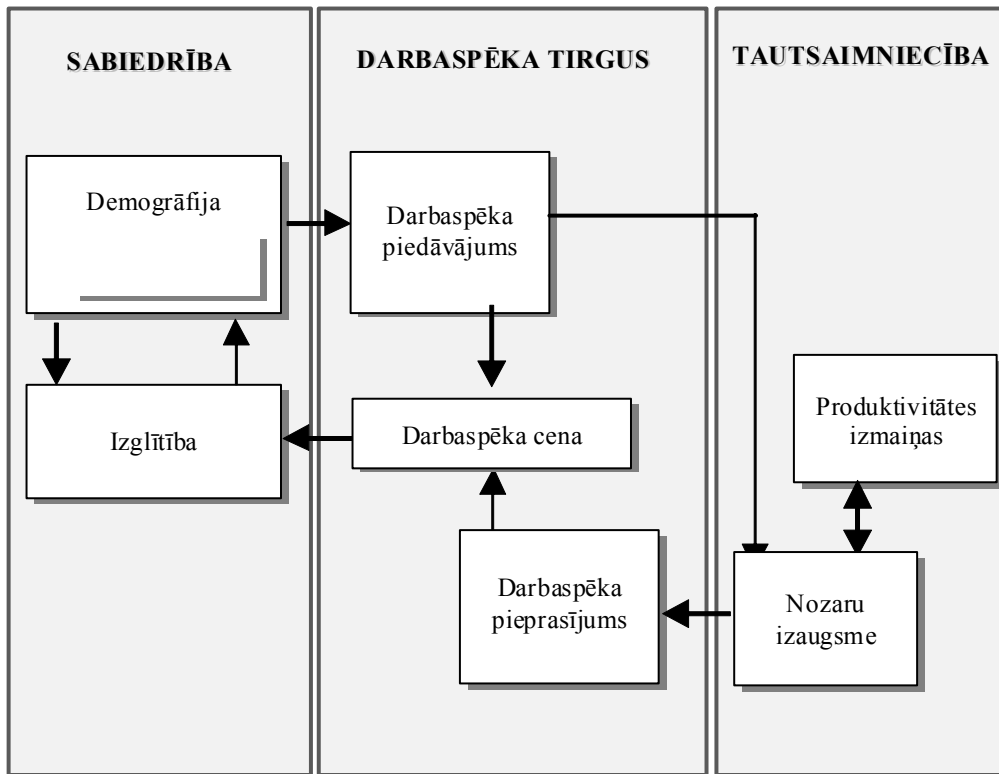 SABIEDRĪBA
DARBASPĒKA TIRGUS
TAUTSAIMNIECĪBA
Demogrāfija
Darbaspēka
piedāvājums
Izglītība
Darbaspēka cena
Produktivitātes
izmaiņas
Darbaspēka
pieprasījums
Nozaru
izaugsme